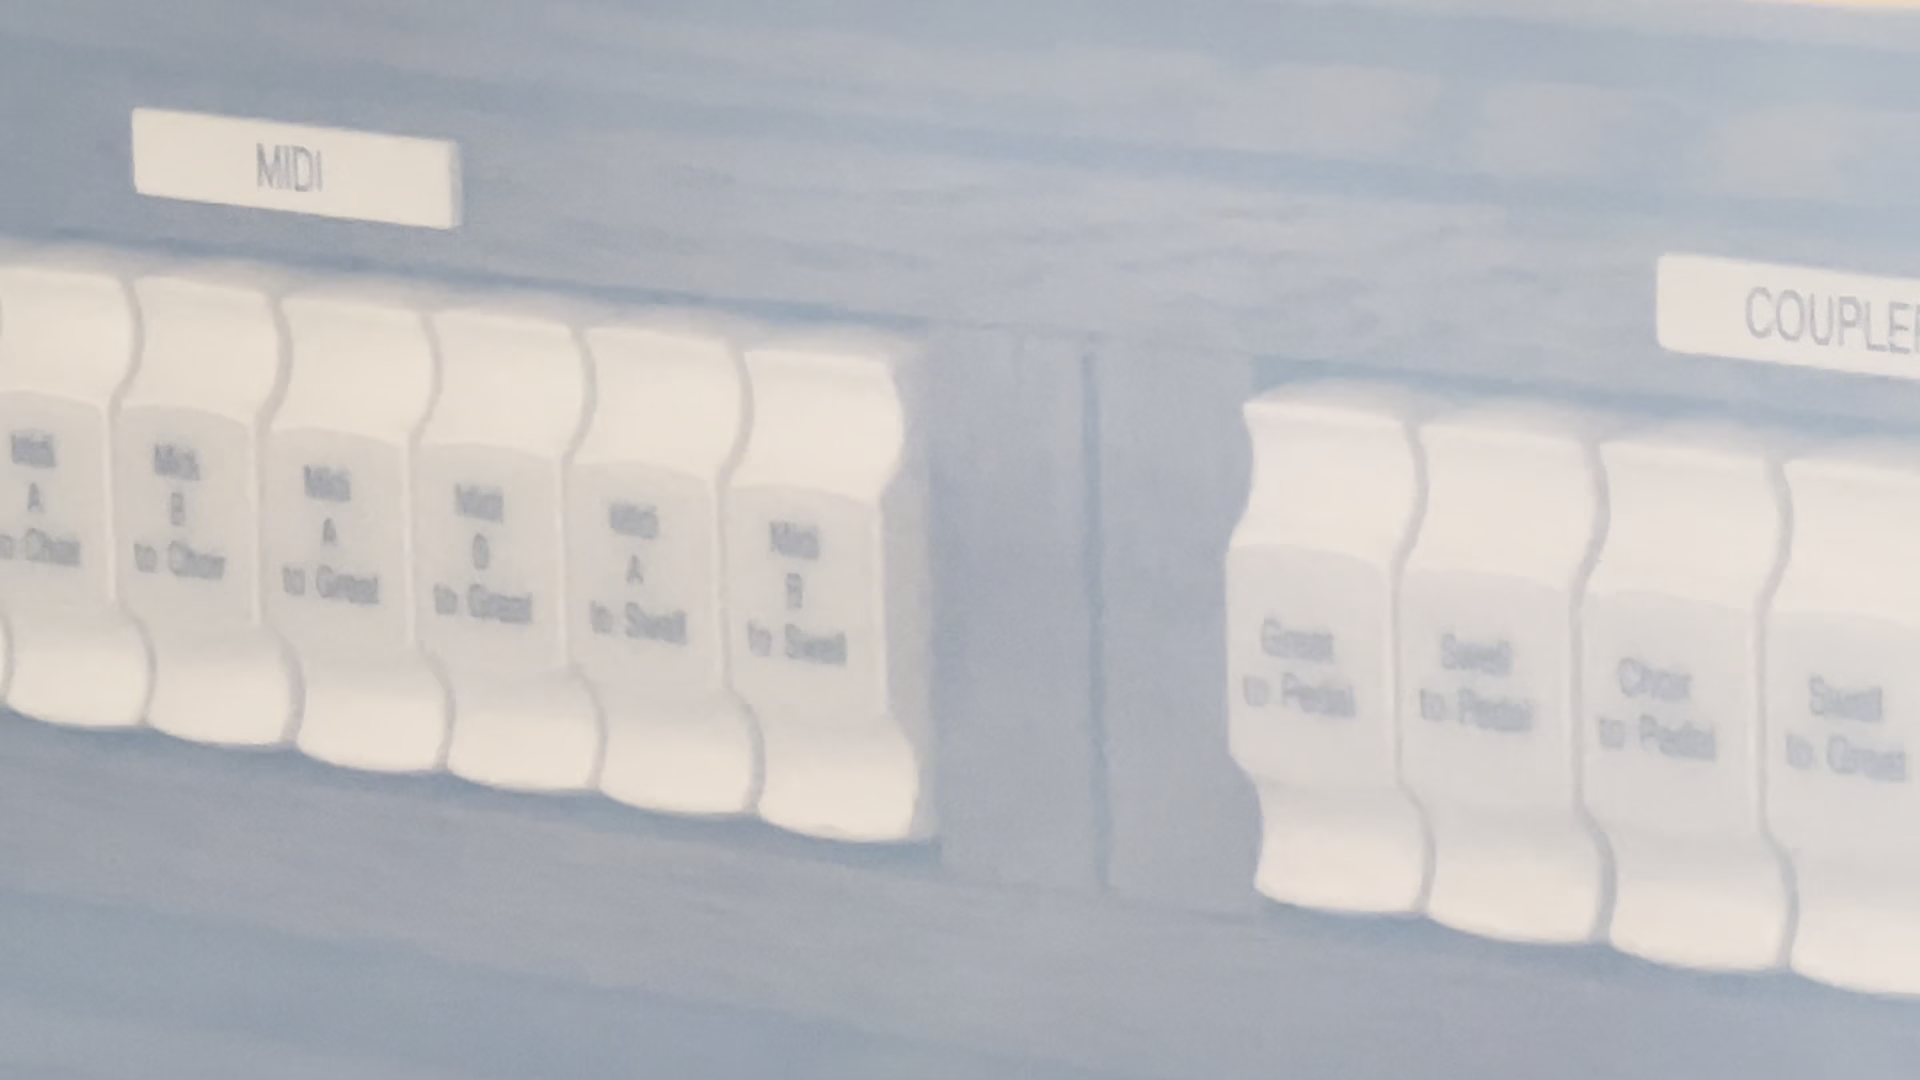 MIDI
Midi
A
to Choir
Midi
B
to Choir
Midi
A
to Great
Midi
B
to Great
Midi
A
to Swell
Midi
B
to Swell
COUPLER
Great
to Pedal
Swell
to Pedal
Choir
to Pedal
Swell
to Great